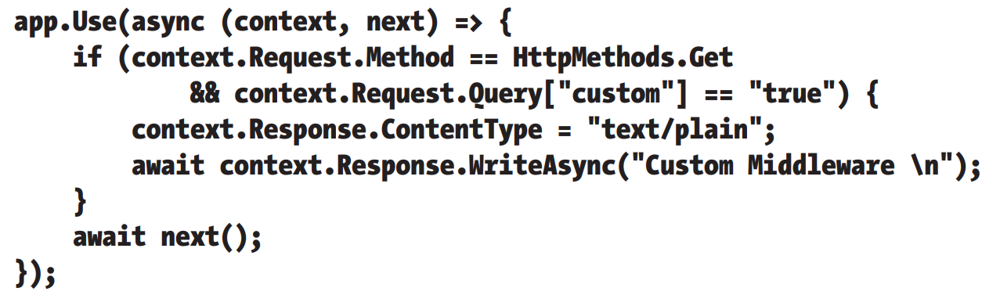 app.Use(async (context, next) => {
    if (context.Request.Method == HttpMethods.Get
            && context.Request.Query["custom"] == "true") {
        context.Response.ContentType = "text/plain";
        await context.Response.WriteAsync("Custom Middleware \n");
    }
    await next();
});